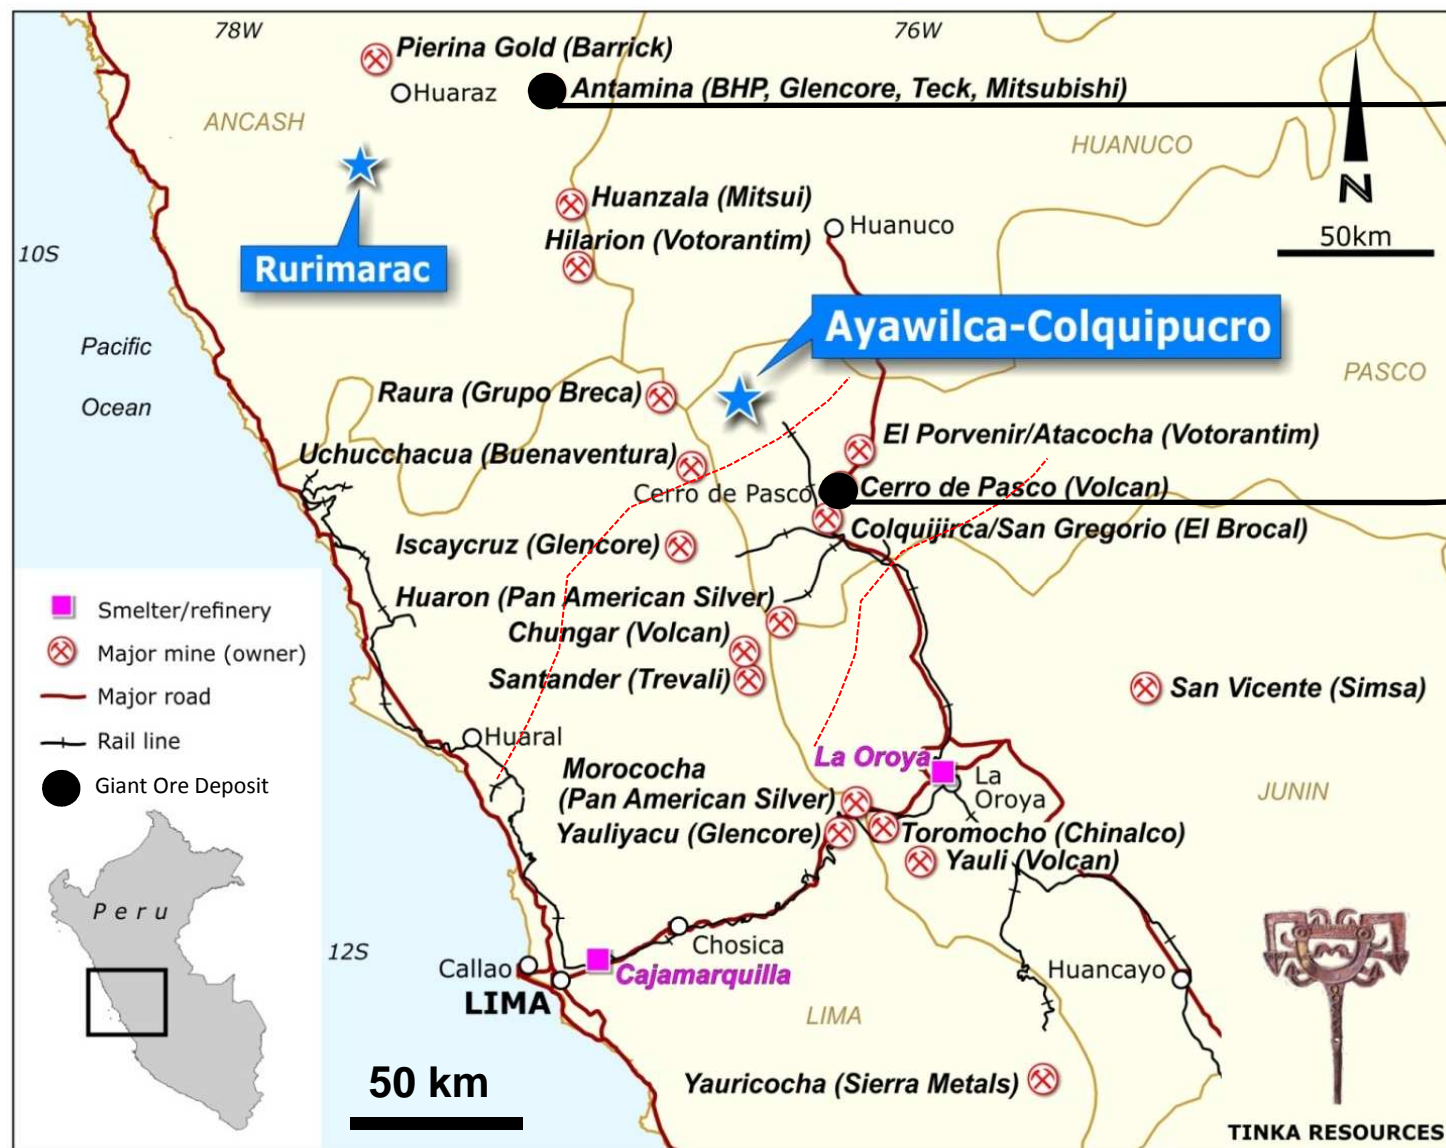 78W
76W
Pierina Gold (Barrick)
Huaraz
Antamina (BHP, Glencore, Teck, Mitsubishi)
ANCASH
HUANUCO
N
50km
Huanzala (Mitsui)
Huanuco
Hilarion (Votorantim)
10S
Rurimarac
Ayawilca-Colquipucro
Pacific
Ocean
PASCO
Raura (Grupo Breca)
El Porvenir/Atacocha (Votorantim)
Uchucchacua (Buenaventura)
Cerro de Pasco
Cerro de Pasco (Volcan)
Colquijirca/San Gregorio (El Brocal)
Iscaycruz (Glencore)
Huaron (Pan American Silver)
Chungar (Volcan)
Santander (Trevali)
San Vicente (Simsa)
Smelter/refinery
Major mine (owner)
Major road
Rail line
Giant Ore Deposit
Huaral
La Oroya
La
Oroya
Morococha
(Pan American Silver)
JUNIN
Yauliyacu (Glencore)
Toromocho (Chinalco)
Yauli (Volcan)
Peru
12S
Chosica
Callao
Cajamarquilla
LIMA
Huancayo
LIMA
50 km
Yauricocha (Sierra Metals)
TINKA RESOURCES